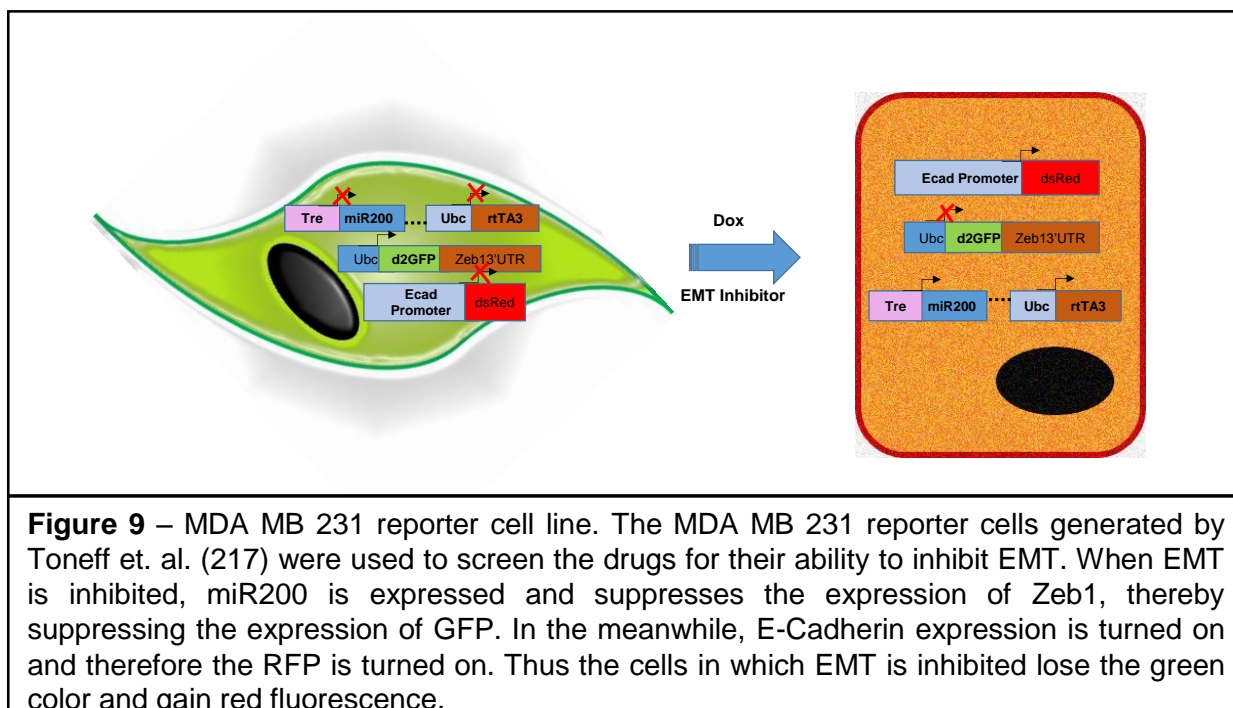 Tre miR200 Ubc rtTA3
Ubc d2GFP Zeb13'UTR
Ecad
Promoter dsRed
Dox
EMT Inhibitor
Ecad Promoter dsRed
Ubc d2GFP Zeb13'UTR
Tre miR200 Ubc rtTA3
Figure 9 – MDA MB 231 reporter cell line. The MDA MB 231 reporter cells generated by
Toneff et. al. (217) were used to screen the drugs for their ability to inhibit EMT. When EMT
is inhibited, miR200 is expressed and suppresses the expression of Zeb1, thereby
suppressing the expression of GFP. In the meanwhile, E-Cadherin expression is turned on
and therefore the RFP is turned on. Thus the cells in which EMT is inhibited lose the green
color and gain red fluorescence.